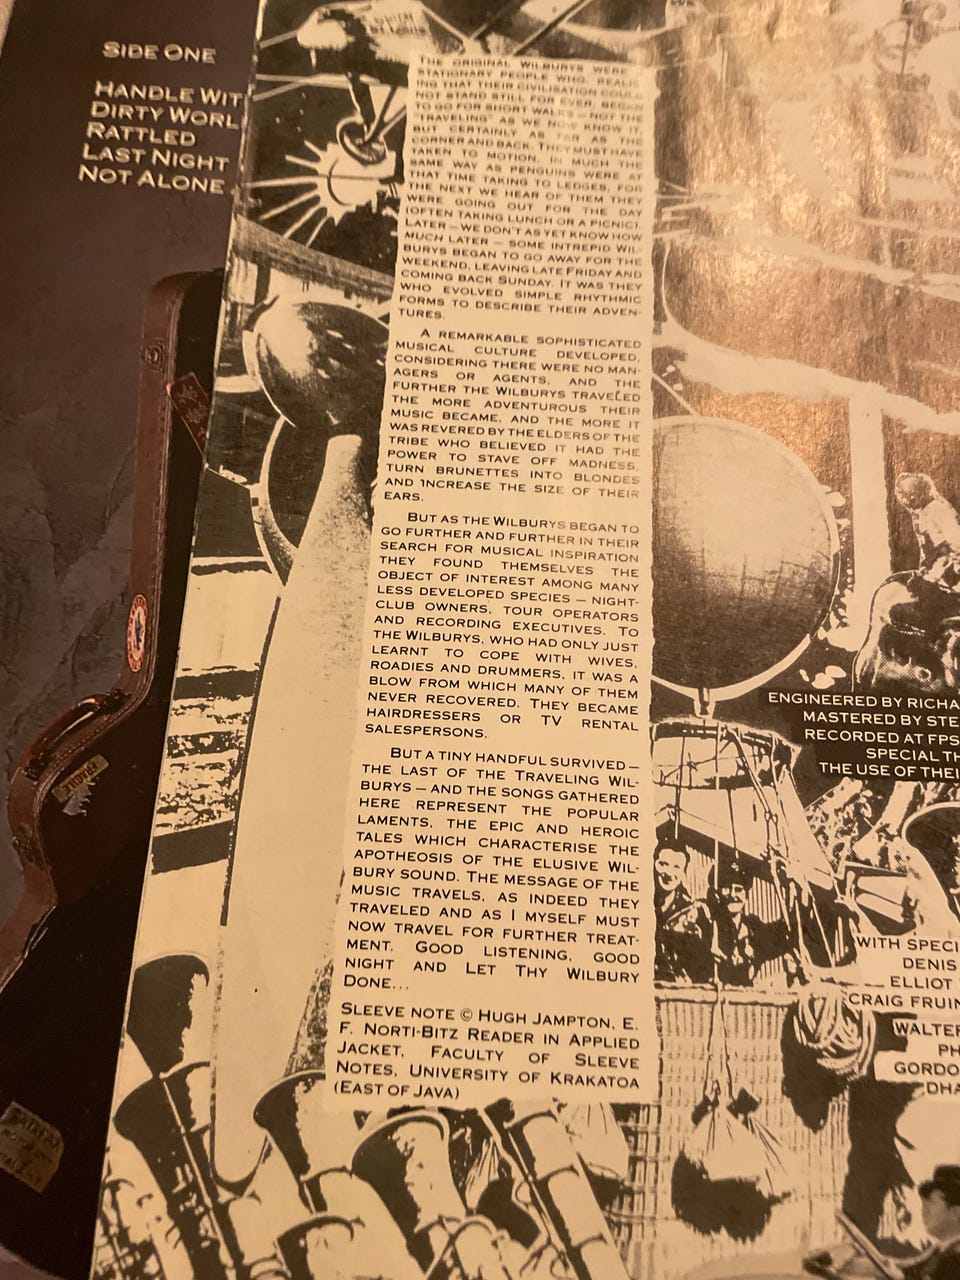 SIDE ONE
HANDLE WIT
DIRTY WORL
RATTLED
LAST NIGHT
NOT ALONE
THE ORIGINAL WILBURYS WERE
STATIONARY PEOPLE WHO, REALIS-
ING THAT THEIR CIVILISATION COULD
NOT STAND STILL FOR EVER, BEGAN
TO GO FOR SHORT WALKS — NOT THE
"TRAVELING" AS WE NOW KNOW IT,
BUT CERTAINLY AS FAR AS THE
CORNER AND BACK. THEY MUST HAVE
TAKEN TO MOTION, IN MUCH THE
SAME WAY AS PENGUINS WERE AT
THAT TIME TAKING TO LEDGES, FOR
THE NEXT WE HEAR OF THEM THEY
WERE GOING OUT FOR THE DAY
(OFTEN TAKING LUNCH OR A PICNIC).
LATER — WE DON'T AS YET KNOW HOW
MUCH LATER — SOME INTREPID WIL-
BURYS BEGAN TO GO AWAY FOR THE
WEEKEND, LEAVING LATE FRIDAY AND
COMING BACK SUNDAY. IT WAS THEY
WHO EVOLVED SIMPLE RHYTHMIC
FORMS TO DESCRIBE THEIR ADVEN-
TURES.
A REMARKABLE SOPHISTICATED
MUSICAL CULTURE DEVELOPED,
CONSIDERING THERE WERE NO MAN-
AGERS OR AGENTS, AND THE
FURTHER THE WILBURYS TRAVELED
THE MORE ADVENTUROUS THEIR
MUSIC BECAME, AND THE MORE IT
WAS REVERED BY THE ELDERS OF THE
TRIBE WHO BELIEVED IT HAD THE
POWER TO STAVE OFF MADNESS,
TURN BRUNETTES INTO BLONDES
AND INCREASE THE SIZE OF THEIR
EARS.
BUT AS THE WILBURYS BEGAN TO
GO FURTHER AND FURTHER IN THEIR
SEARCH FOR MUSICAL INSPIRATION
THEY FOUND THEMSELVES THE
OBJECT OF INTEREST AMONG MANY
LESS DEVELOPED SPECIES — NIGHT-
CLUB OWNERS, TOUR OPERATORS
AND RECORDING EXECUTIVES. TO
THE WILBURYS, WHO HAD ONLY JUST
LEARNT TO COPE WITH WIVES,
ROADIES AND DRUMMERS, IT WAS A
BLOW FROM WHICH MANY OF THEM
NEVER RECOVERED. THEY BECAME
HAIRDRESSERS OR TV RENTAL
SALESPERSONS.
BUT A TINY HANDFUL SURVIVED —
THE LAST OF THE TRAVELING WIL-
BURYS — AND THE SONGS GATHERED
HERE REPRESENT THE POPULAR
LAMENTS, THE EPIC AND HEROIC
TALES WHICH CHARACTERISE THE
APOTHEOSIS OF THE ELUSIVE WIL-
BURY SOUND. THE MESSAGE OF THE
MUSIC TRAVELS, AS INDEED THEY
TRAVELED AND AS I MYSELF MUST
NOW TRAVEL FOR FURTHER TREAT-
MENT. GOOD LISTENING, GOOD
NIGHT AND LET THY WILBURY
DONE...
SLEEVE NOTE © HUGH JAMPTON, E.
F. NORTI-BITZ READER IN APPLIED
JACKET, FACULTY OF SLEEVE
NOTES, UNIVERSITY OF KRAKATOA
(EAST OF JAVA)
FRAGILE
ENGINEERED BY RICHA
MASTERED BY STE
RECORDED AT FPS
SPECIAL TH
THE USE OF THEI
WITH SPECI
DENIS
ELLIOT
CRAIG FRUIN
WALTER
PH
GORDO
DHA